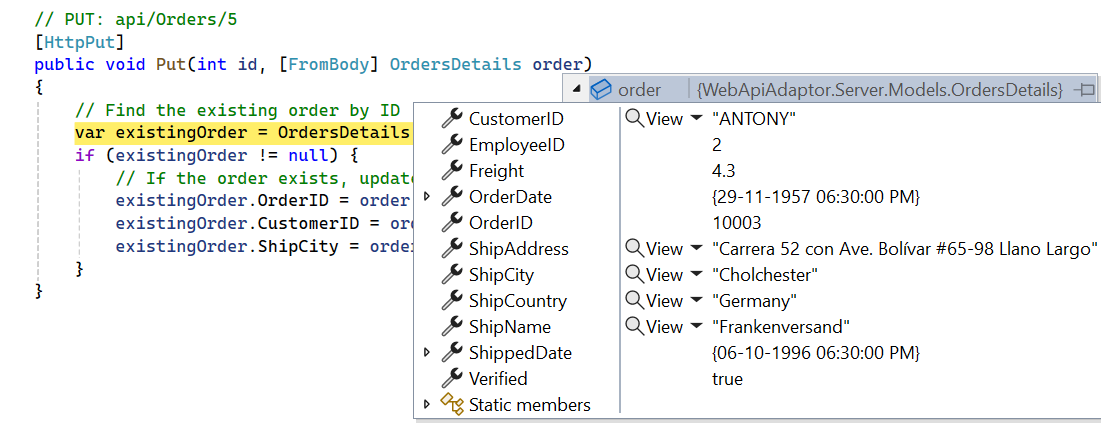 // PUT: api/Orders/5
[HttpPut]
public void Put(int id, [FromBody] OrdersDetails order)
{
order {WebApiAdaptor.Server.Models.OrdersDetails}
// Find the existing order by ID
CustomerID View "ANTONY"
var existingOrder = OrdersDetails
EmployeeID 2
if (existingOrder != null) {
Freight 4.3
// If the order exists, updat
OrderDate {29-11-1957 06:30:00 PM}
existingOrder.OrderID = order
OrderID 10003
existingOrder.CustomerID = or
ShipAddress View "Carrera 52 con Ave. Bolívar #65-98 Llano Largo"
existingOrder.ShipCity = orde
ShipCity View "Cholchester"
}
ShipCountry View "Germany"
}
ShipName View "Frankenversand"
ShippedDate {06-10-1996 06:30:00 PM}
Verified true
Static members